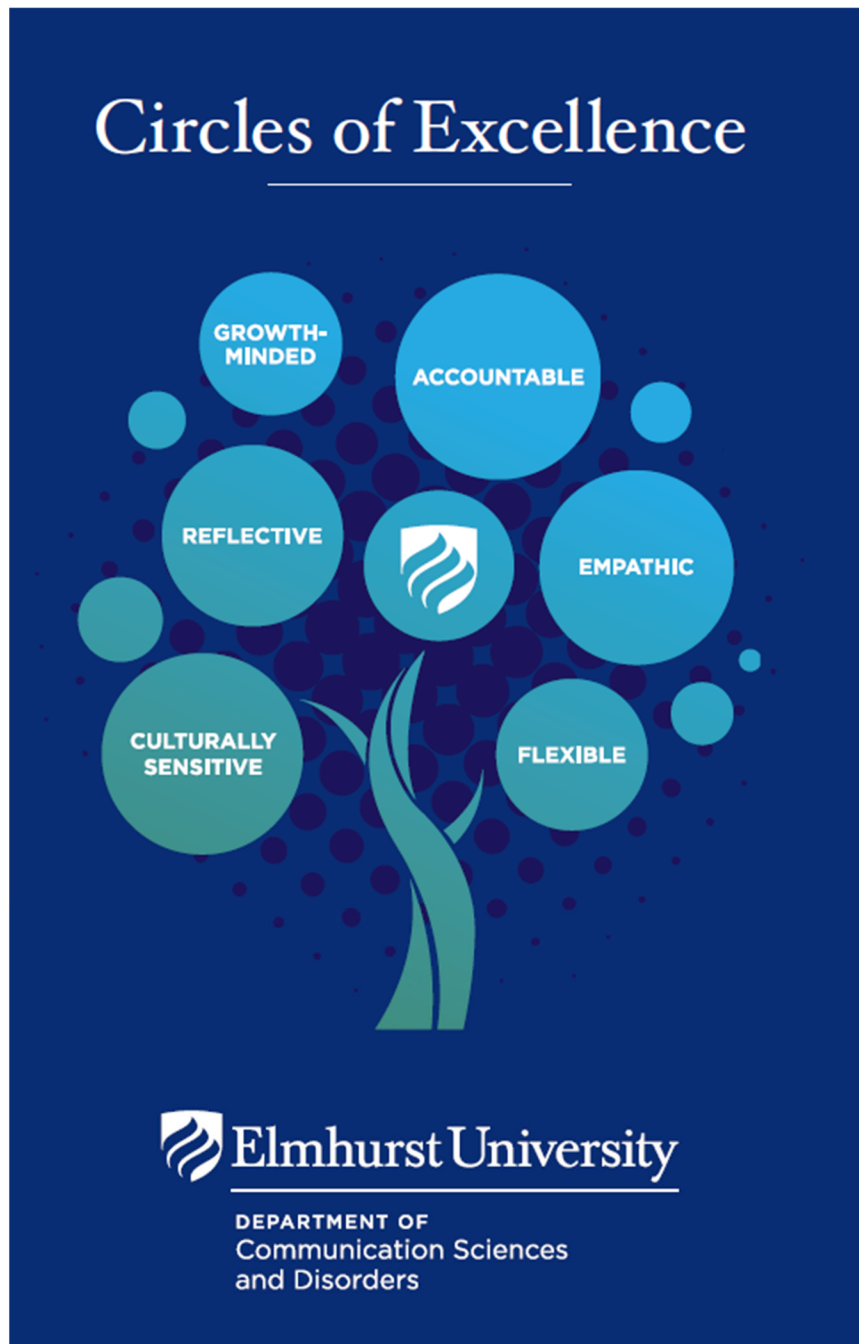 Circles of Excellence
GROWTH-
MINDED
ACCOUNTABLE
REFLECTIVE
EMPATHIC
CULTURALLY
SENSITIVE
FLEXIBLE
Elmhurst University
DEPARTMENT OF
Communication Sciences
and Disorders